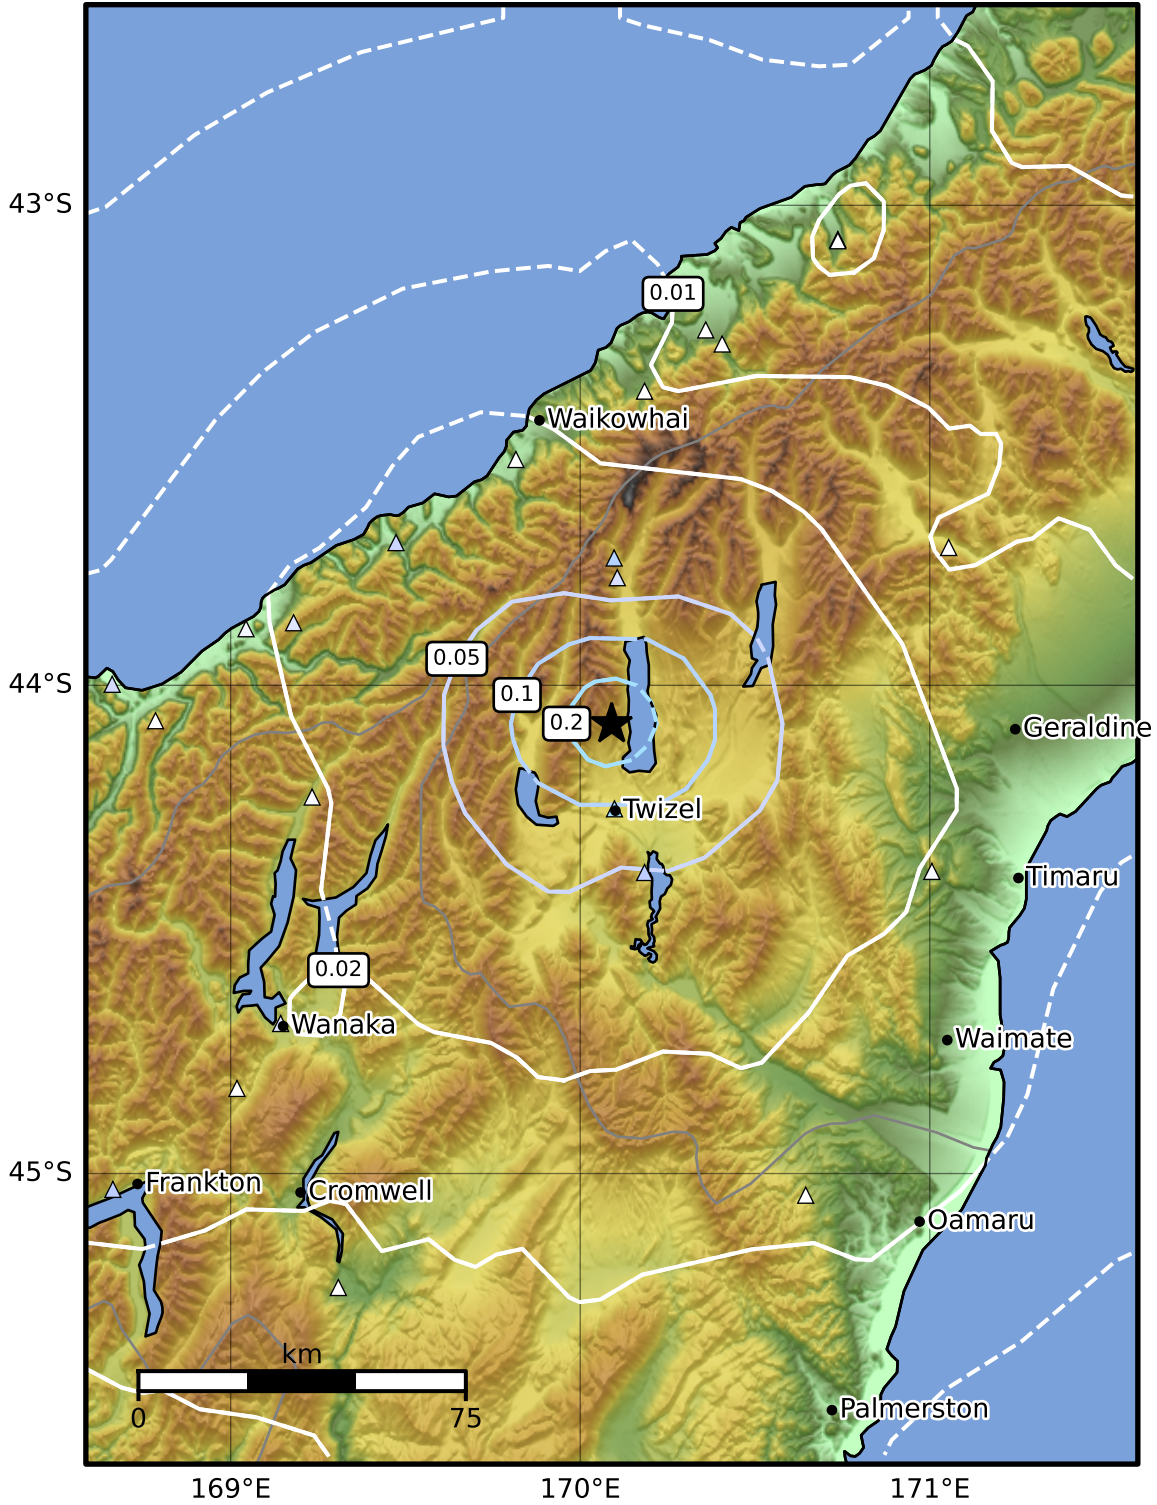 43°S
0.01
Waikowhai
0.05
44°S
0.1
0.2
Geraldine
Twizel
Timaru
0.02
Wanaka
Waimate
45°S
Frankton
Cromwell
Oamaru
km
0 75
Palmerston
169°E 170°E 171°E